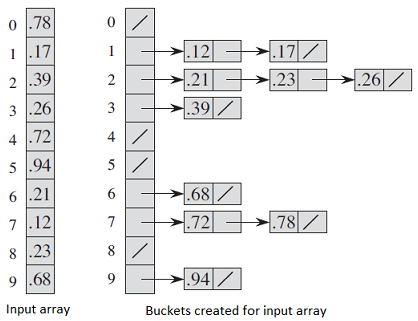 0 .78 0 /
1 .17 1 .12 .17 /
2 .39 2 .21 .23 .26 /
3 .26 3 .39 /
4 .72 4 /
5 .94 5 /
6 .21 6 .68 /
7 .12 7 .72 .78 /
8 .23 8 /
9 .68 9 .94 /
Input array Buckets created for input array